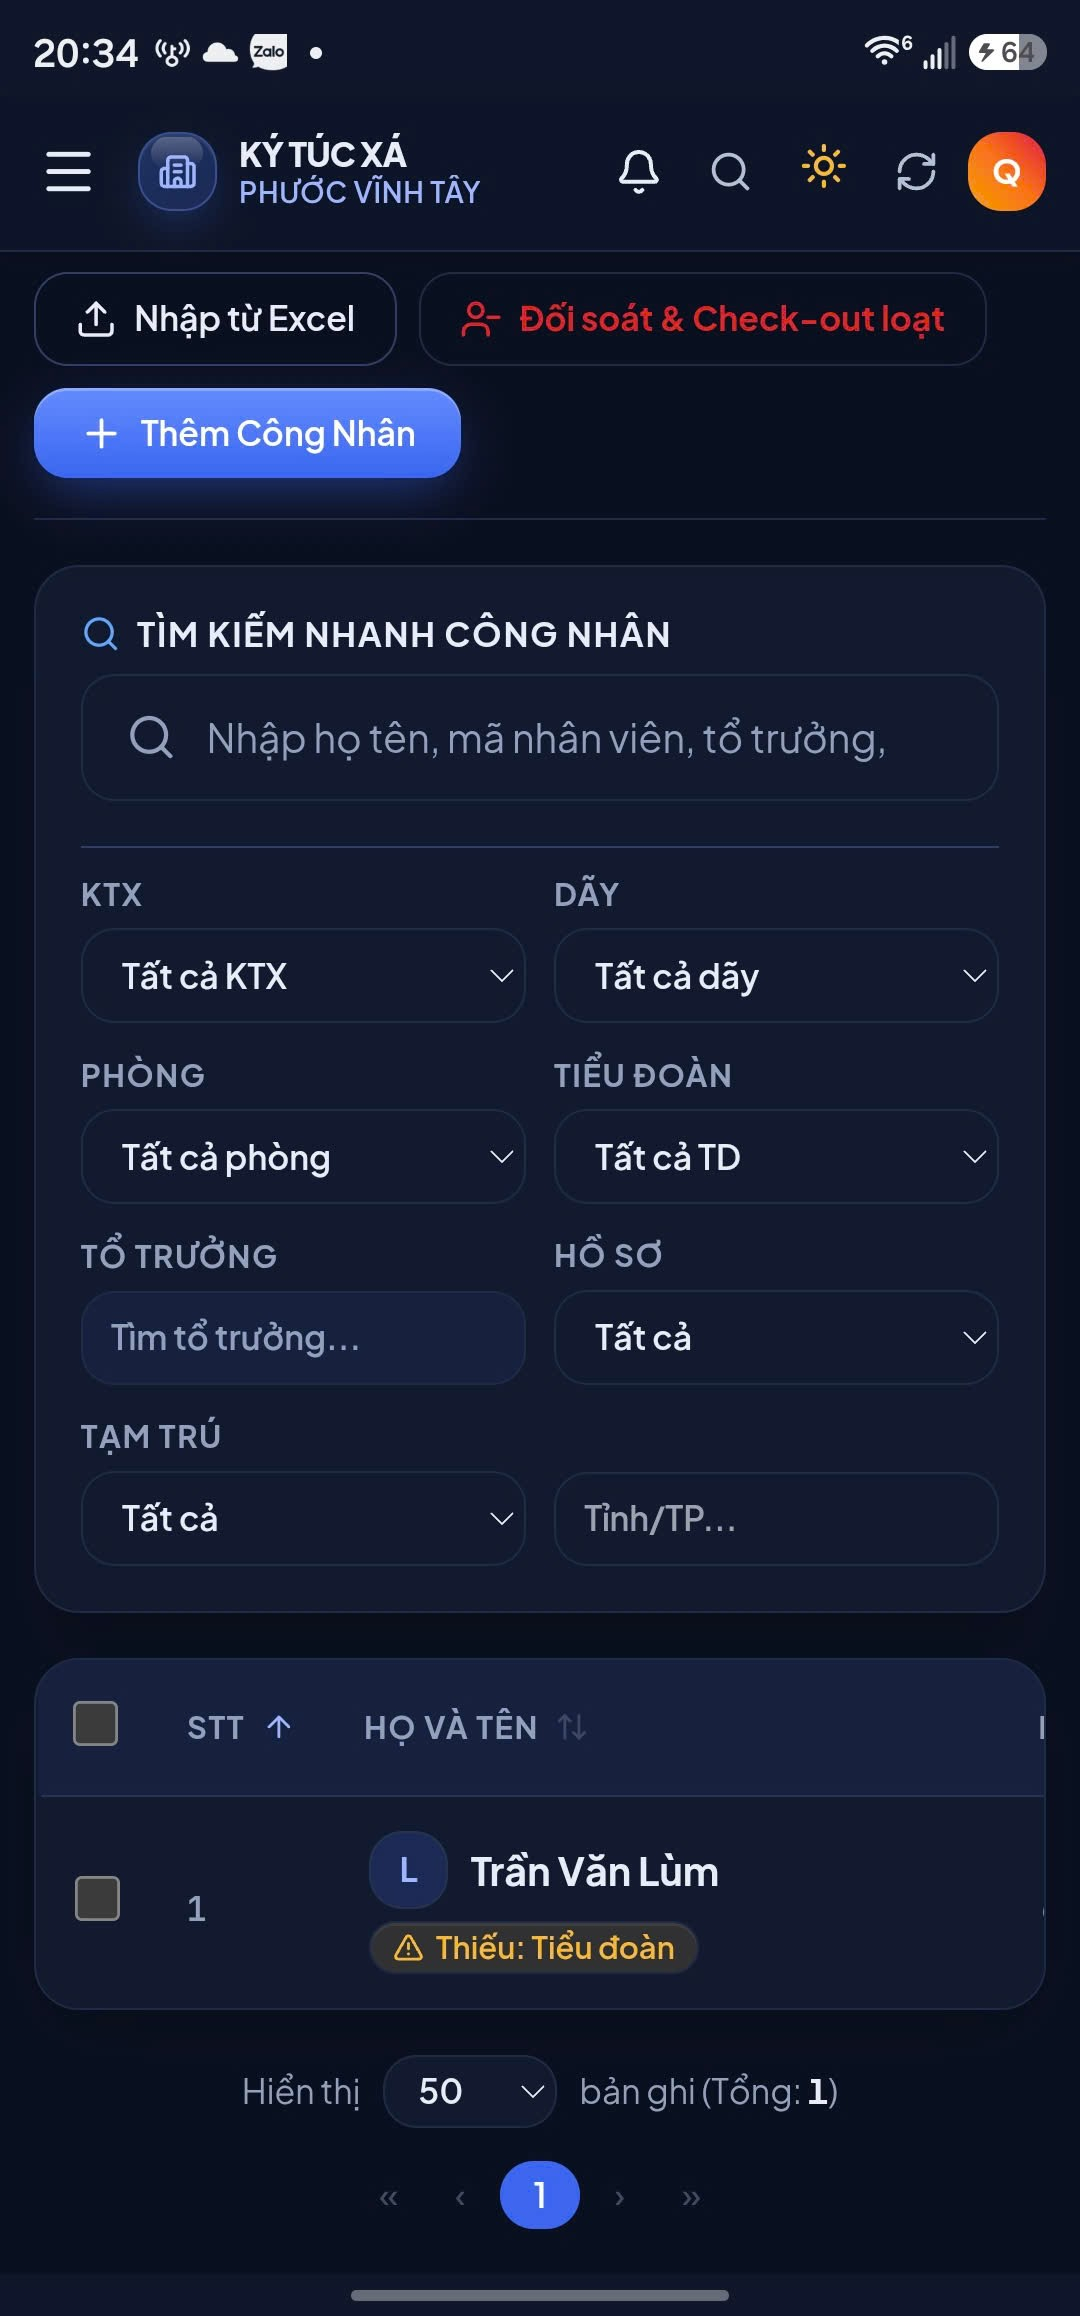 20:34 Zalo 6 64
KÝ TÚC XÁ
PHƯỚC VĨNH TÂY
Q
Nhập từ Excel
Đối soát & Check-out loạt
Thêm Công Nhân
TÌM KIẾM NHANH CÔNG NHÂN
Nhập họ tên, mã nhân viên, tổ trưởng,
KTX DÃY
Tất cả KTX Tất cả dãy
PHÒNG TIỂU ĐOÀN
Tất cả phòng Tất cả TD
TỔ TRƯỞNG HỒ SƠ
Tìm tổ trưởng... Tất cả
TẠM TRÚ
Tất cả Tỉnh/TP...
STT HỌ VÀ TÊN
L Trần Văn Lùm
1
Thiếu: Tiểu đoàn
Hiển thị 50 bản ghi (Tổng: 1)
« ‹ 1 › »